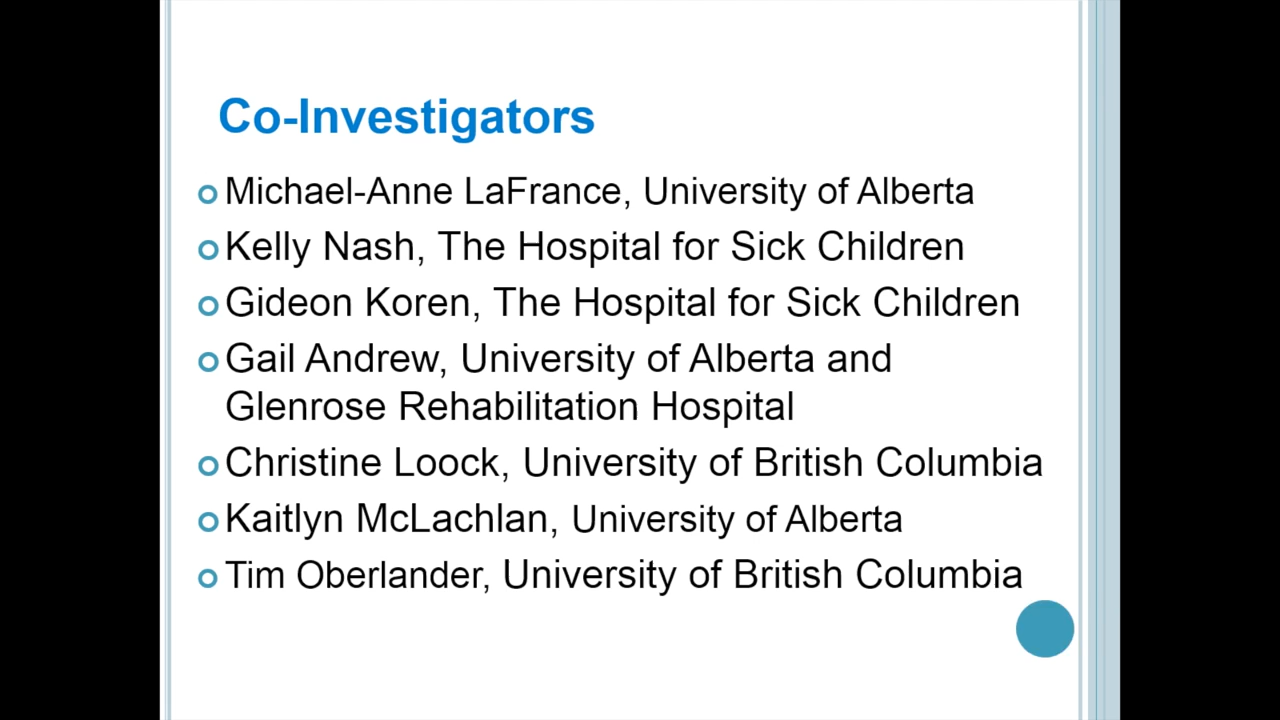 Co-Investigators
Michael-Anne LaFrance, University of Alberta
Kelly Nash, The Hospital for Sick Children
Gideon Koren, The Hospital for Sick Children
Gail Andrew, University of Alberta and
Glenrose Rehabilitation Hospital
Christine Loock, University of British Columbia
Kaitlyn McLachlan, University of Alberta
Tim Oberlander, University of British Columbia